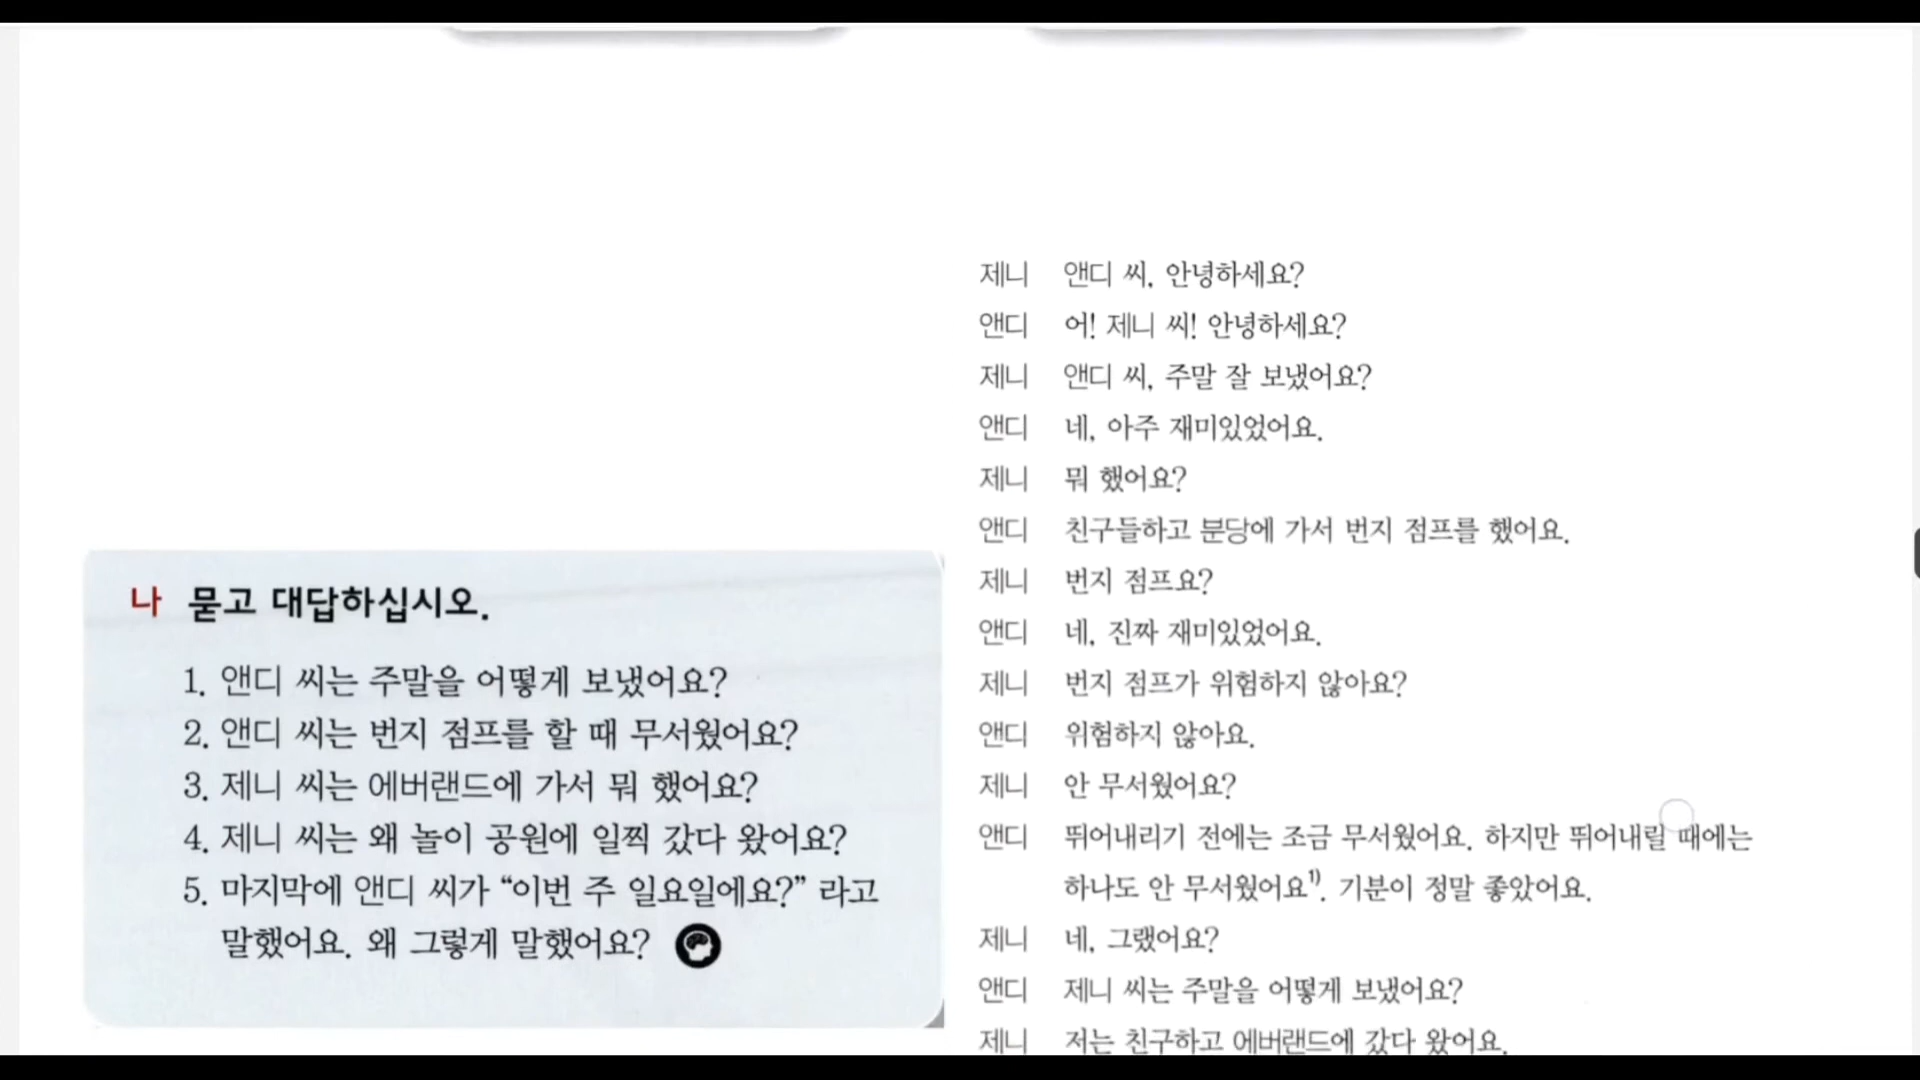 나 묻고 대답하십시오.
1. 앤디 씨는 주말을 어떻게 보냈어요?
2. 앤디 씨는 번지 점프를 할 때 무서웠어요?
3. 제니 씨는 에버랜드에 가서 뭐 했어요?
4. 제니 씨는 왜 놀이 공원에 일찍 갔다 왔어요?
5. 마지막에 앤디 씨가 “이번 주 일요일에요?” 라고
말했어요. 왜 그렇게 말했어요?
제니 앤디 씨, 안녕하세요?
앤디 어! 제니 씨! 안녕하세요?
제니 앤디 씨, 주말 잘 보냈어요?
앤디 네, 아주 재미있었어요.
제니 뭐 했어요?
앤디 친구들하고 분당에 가서 번지 점프를 했어요.
제니 번지 점프요?
앤디 네, 진짜 재미있었어요.
제니 번지 점프가 위험하지 않아요?
앤디 위험하지 않아요.
제니 안 무서웠어요?
앤디 뛰어내리기 전에는 조금 무서웠어요. 하지만 뛰어내릴 때에는
하나도 안 무서웠어요¹⁾. 기분이 정말 좋았어요.
제니 네, 그랬어요?
앤디 제니 씨는 주말을 어떻게 보냈어요?
제니 저는 친구하고 에버랜드에 갔다 왔어요.